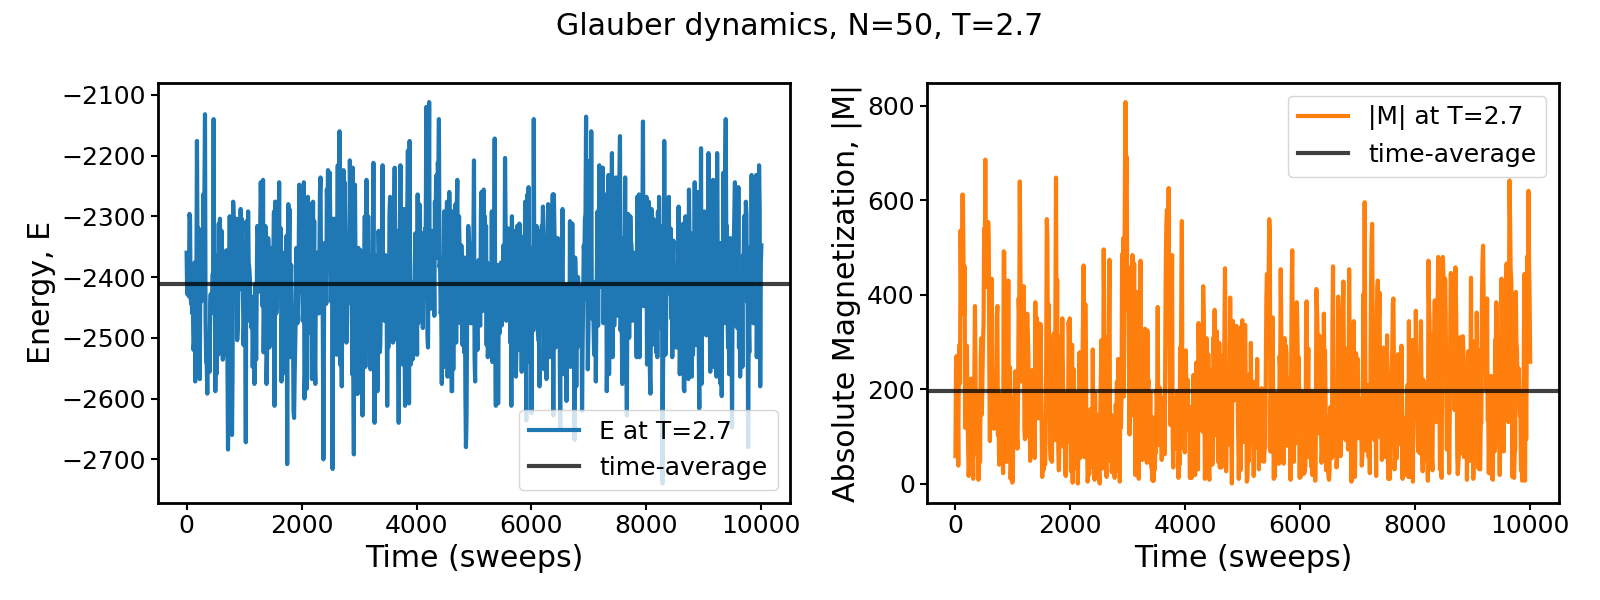 Glauber dynamics, N=50, T=2.7
Energy, E
−2100
−2200
−2300
−2400
−2500
−2600
−2700
E at T=2.7
time-average
0 2000 4000 6000 8000 10000
Time (sweeps)
Absolute Magnetization, |M|
800
600
400
200
0
|M| at T=2.7
time-average
0 2000 4000 6000 8000 10000
Time (sweeps)